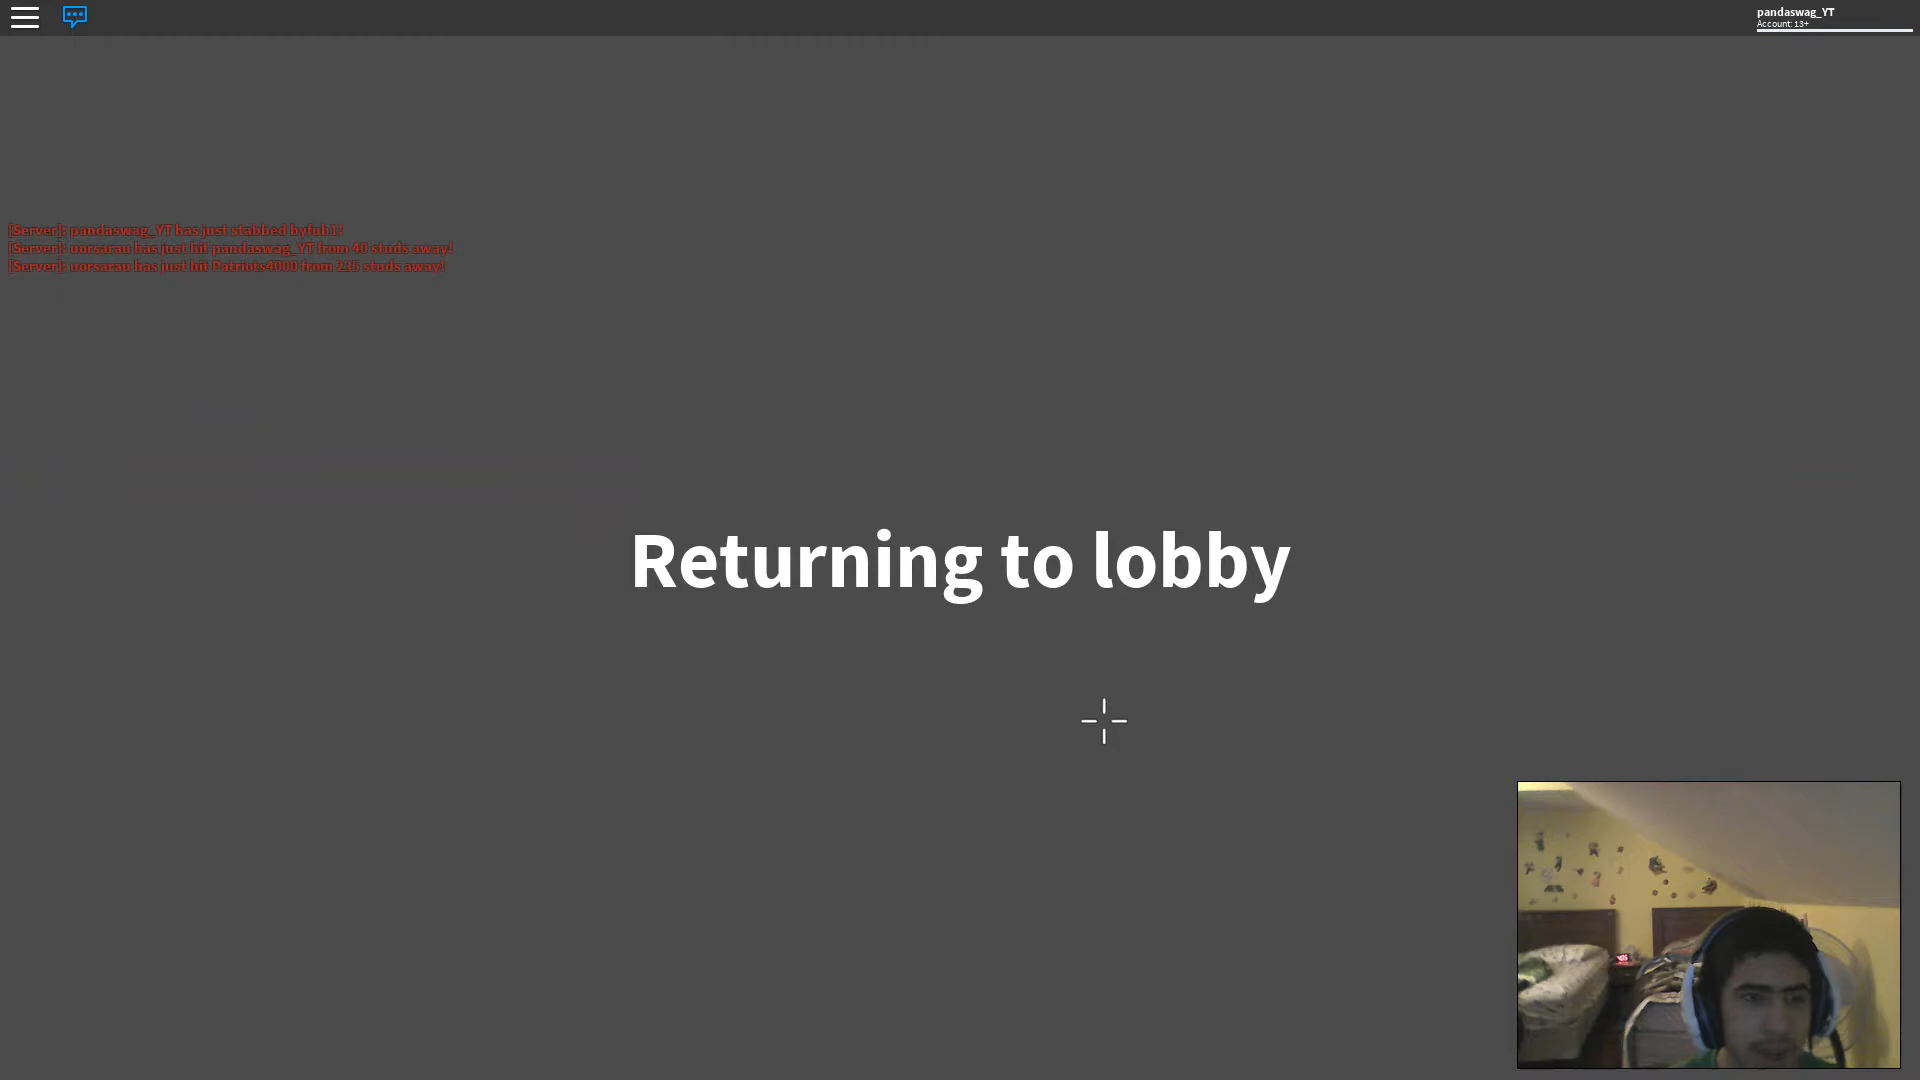 pandaswag_YT
Account: 13+
[Server]: pandaswag_YT has just stabbed byfuh1!
[Server]: uorsarau has just hit pandaswag_YT from 40 studs away!
[Server]: uorsarau has just hit Patriots4000 from 235 studs away!
Returning to lobby